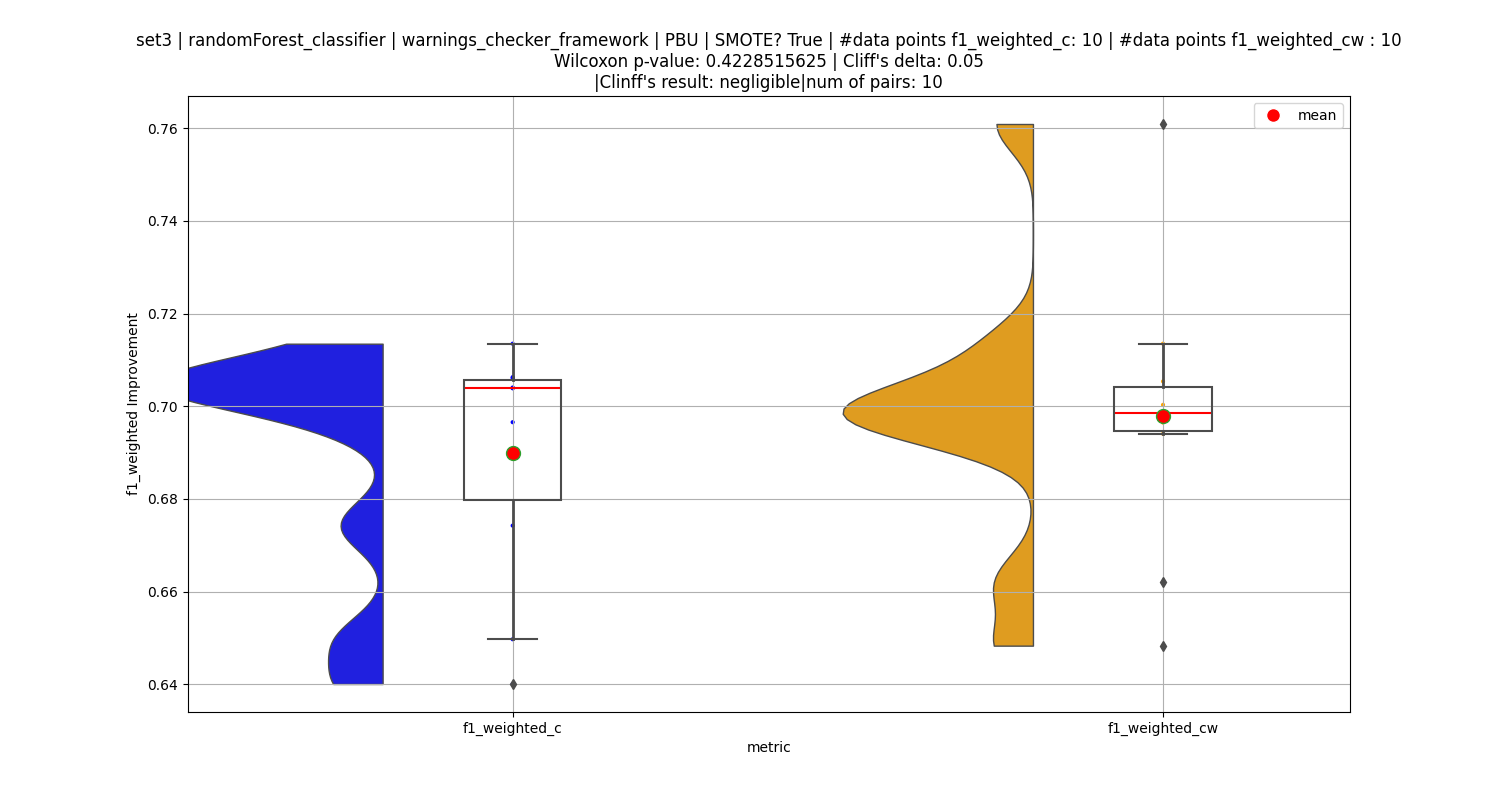 set3 | randomForest_classifier | warnings_checker_framework | PBU | SMOTE? True | #data points f1_weighted_c: 10 | #data points f1_weighted_cw : 10
Wilcoxon p-value: 0.4228515625 | Cliff's delta: 0.05
|Clinff's result: negligible|num of pairs: 10
mean
0.76
0.74
0.72
0.70
0.68
0.66
0.64
f1_weighted Improvement
f1_weighted_c
f1_weighted_cw
metric